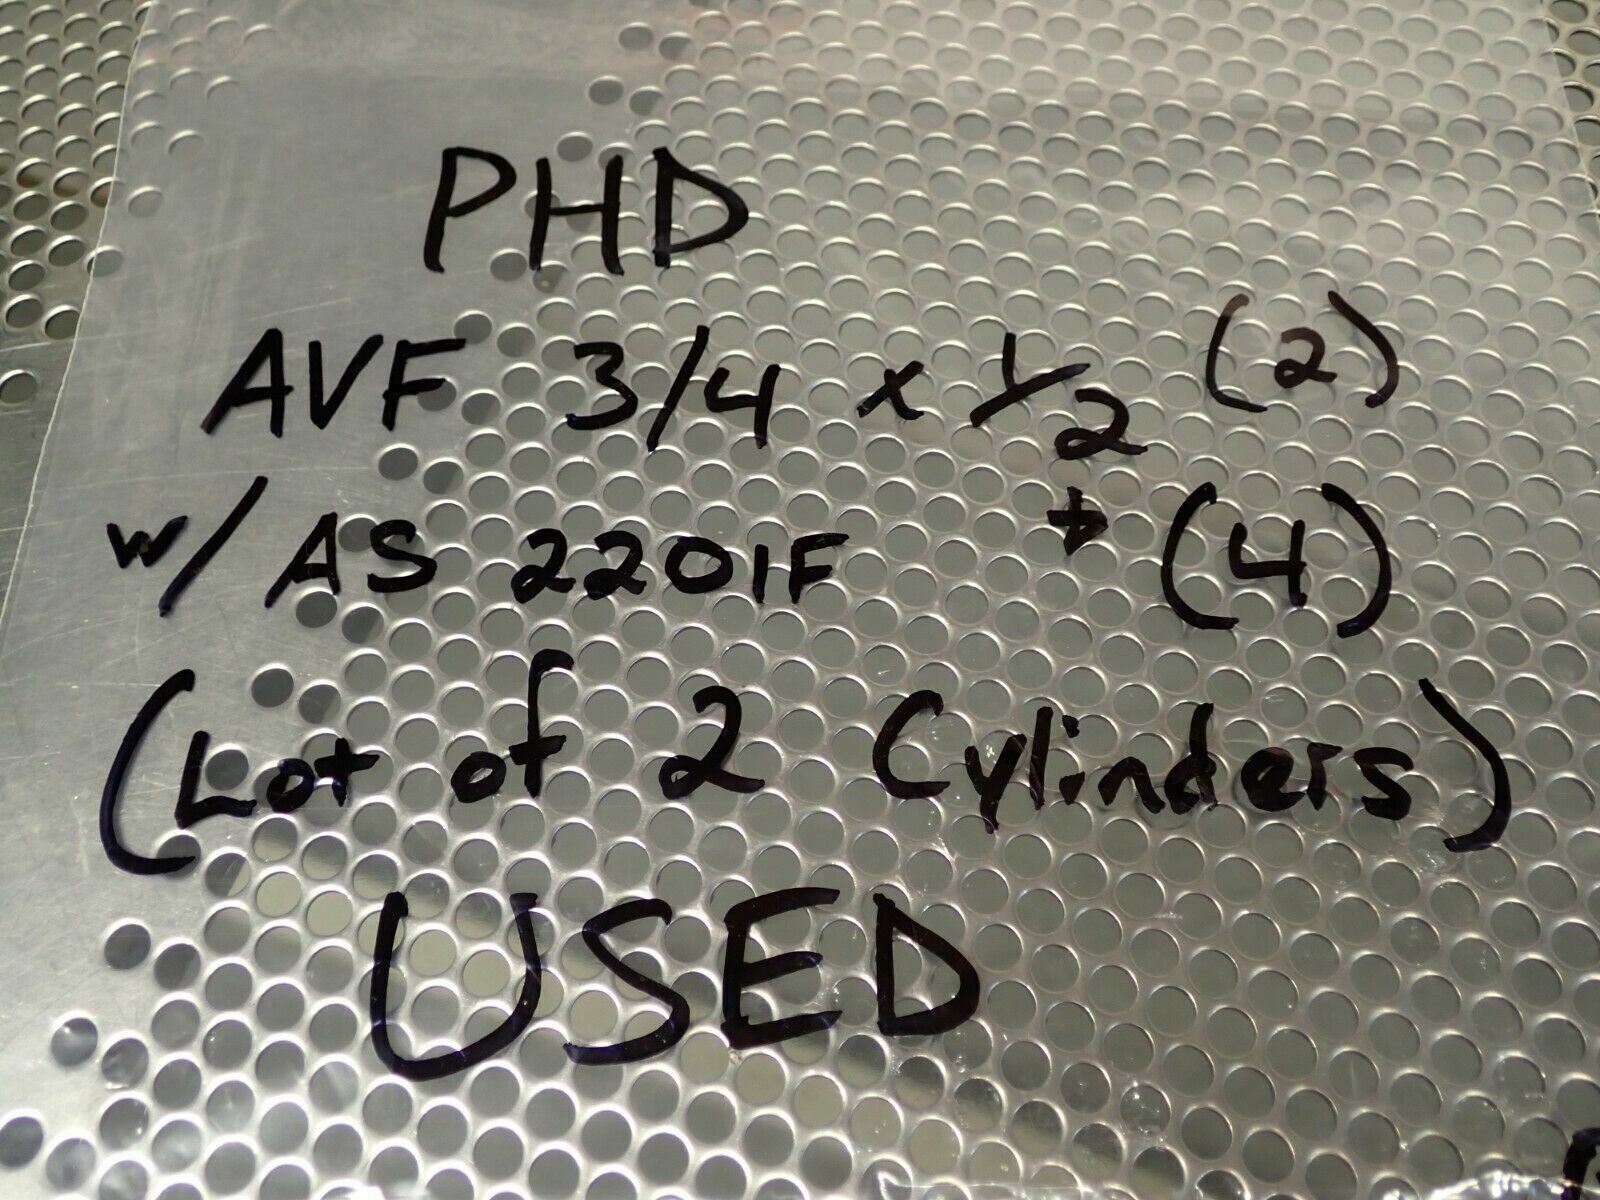 PHD
AVF 3/4 x 1/2 (2)
w/ AS 2201F + (4)
(Lot of 2 Cylinders)
USED